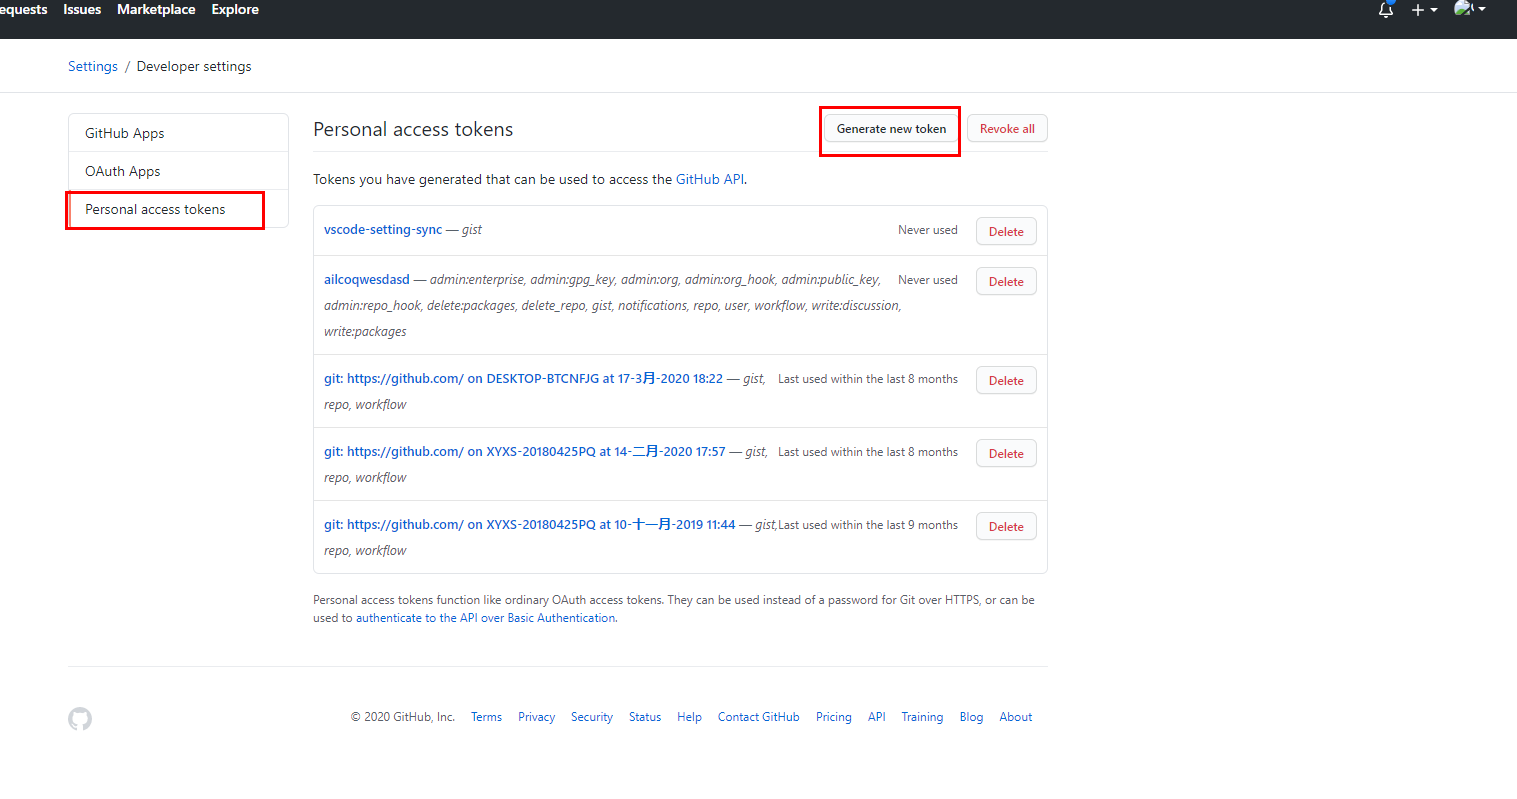 equests Issues Marketplace Explore
Settings / Developer settings
GitHub Apps
OAuth Apps
Personal access tokens
Personal access tokens
Generate new token
Revoke all
Tokens you have generated that can be used to access the GitHub API.
vscode-setting-sync — gist Never used Delete
ailcoqwesdasd — admin:enterprise, admin:gpg_key, admin:org, admin:org_hook, admin:public_key, Never used Delete
admin:repo_hook, delete:packages, delete_repo, gist, notifications, repo, user, workflow, write:discussion,
write:packages
git: https://github.com/ on DESKTOP-BTCNFJG at 17-3月-2020 18:22 — gist, Last used within the last 8 months Delete
repo, workflow
git: https://github.com/ on XYXS-20180425PQ at 14-二月-2020 17:57 — gist, Last used within the last 8 months Delete
repo, workflow
git: https://github.com/ on XYXS-20180425PQ at 10-十一月-2019 11:44 — gist, Last used within the last 9 months Delete
repo, workflow
Personal access tokens function like ordinary OAuth access tokens. They can be used instead of a password for Git over HTTPS, or can be
used to authenticate to the API over Basic Authentication.
© 2020 GitHub, Inc. Terms Privacy Security Status Help Contact GitHub Pricing API Training Blog About